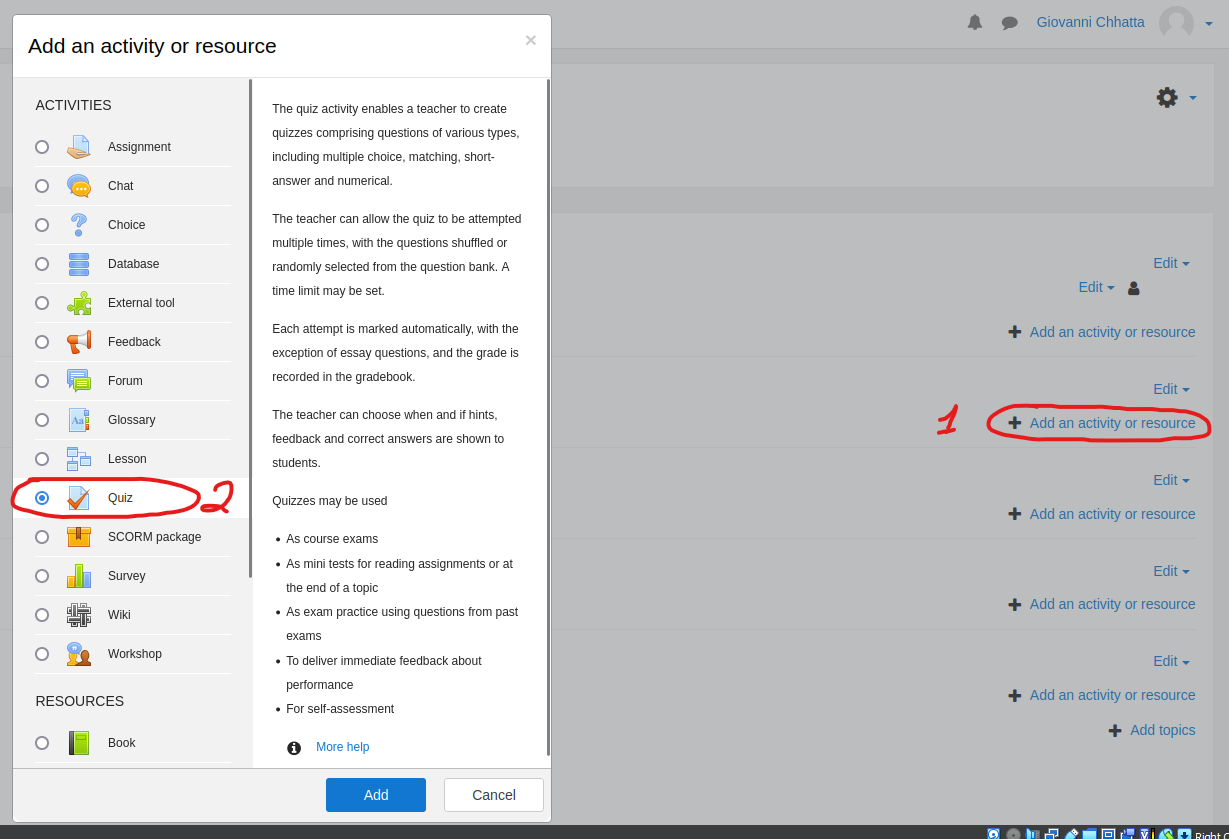 Giovanni Chhatta
Add an activity or resource
×
ACTIVITIES
Assignment
Chat
Choice
Database
External tool
Feedback
Forum
Glossary
Lesson
Quiz
2
SCORM package
Survey
Wiki
Workshop
RESOURCES
Book
The quiz activity enables a teacher to create
quizzes comprising questions of various types,
including multiple choice, matching, short-
answer and numerical.
The teacher can allow the quiz to be attempted
multiple times, with the questions shuffled or
randomly selected from the question bank. A
time limit may be set.
Each attempt is marked automatically, with the
exception of essay questions, and the grade is
recorded in the gradebook.
The teacher can choose when and if hints,
feedback and correct answers are shown to
students.
Quizzes may be used
• As course exams
• As mini tests for reading assignments or at
the end of a topic
• As exam practice using questions from past
exams
• To deliver immediate feedback about
performance
• For self-assessment
More help
Add
Cancel
Edit
Edit
Add an activity or resource
Edit
1
Add an activity or resource
Edit
Add an activity or resource
Edit
Add an activity or resource
Edit
Add an activity or resource
Add topics
Right